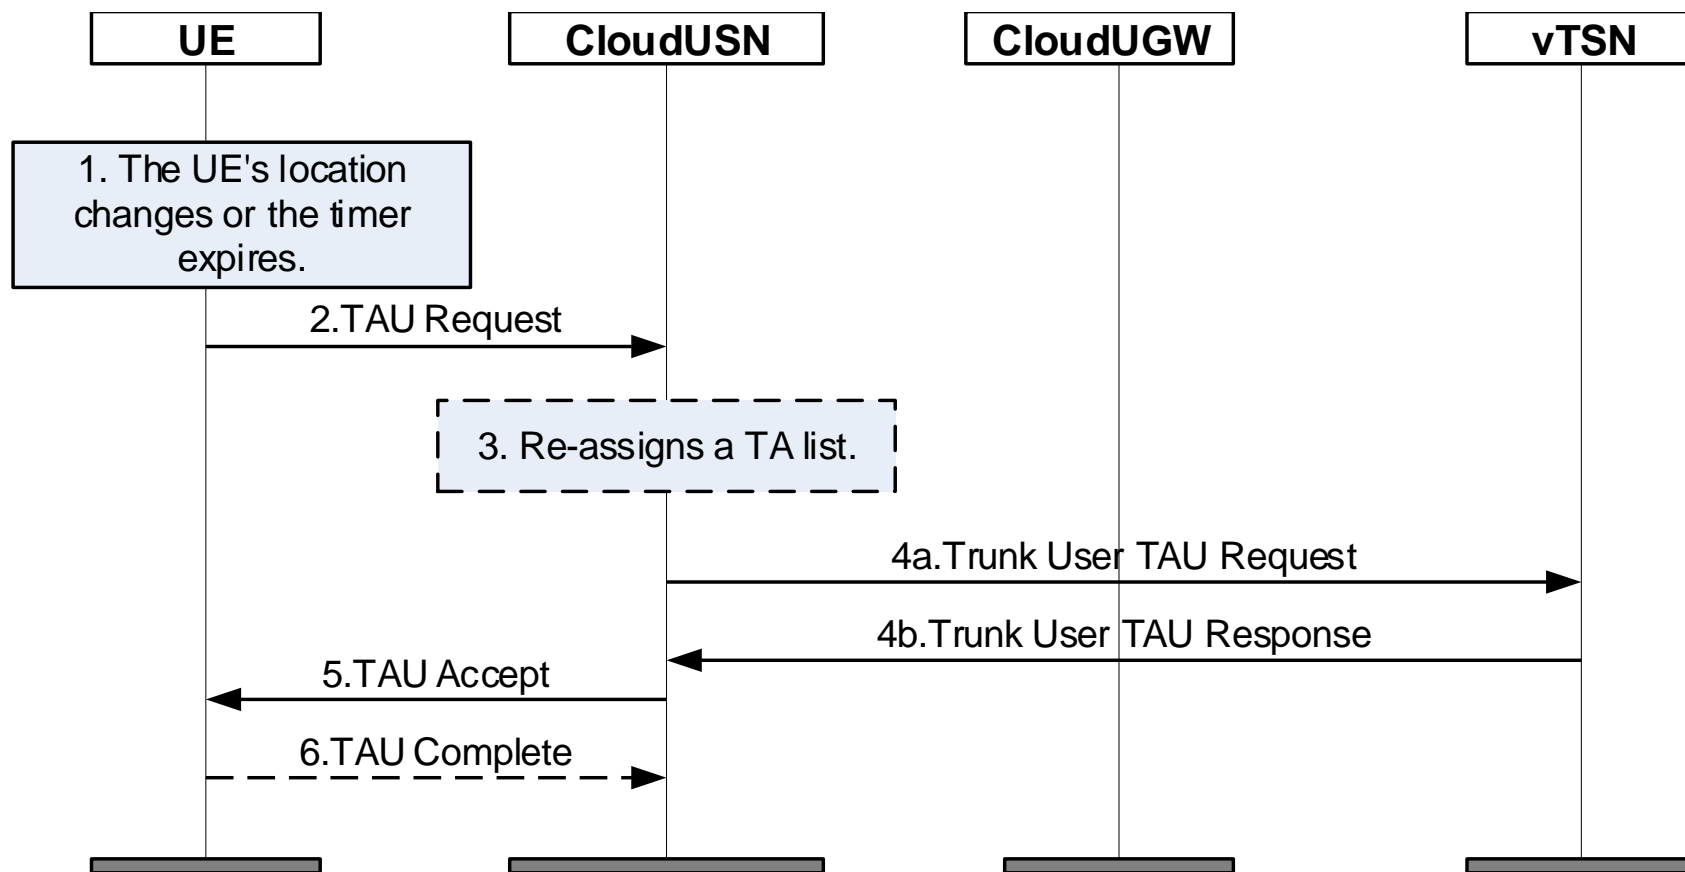 UE CloudUSN CloudUGW vTSN
1. The UE's location
changes or the timer
expires.
2.TAU Request
3. Re-assigns a TA list.
4a.Trunk User TAU Request
4b.Trunk User TAU Response
5.TAU Accept
6.TAU Complete